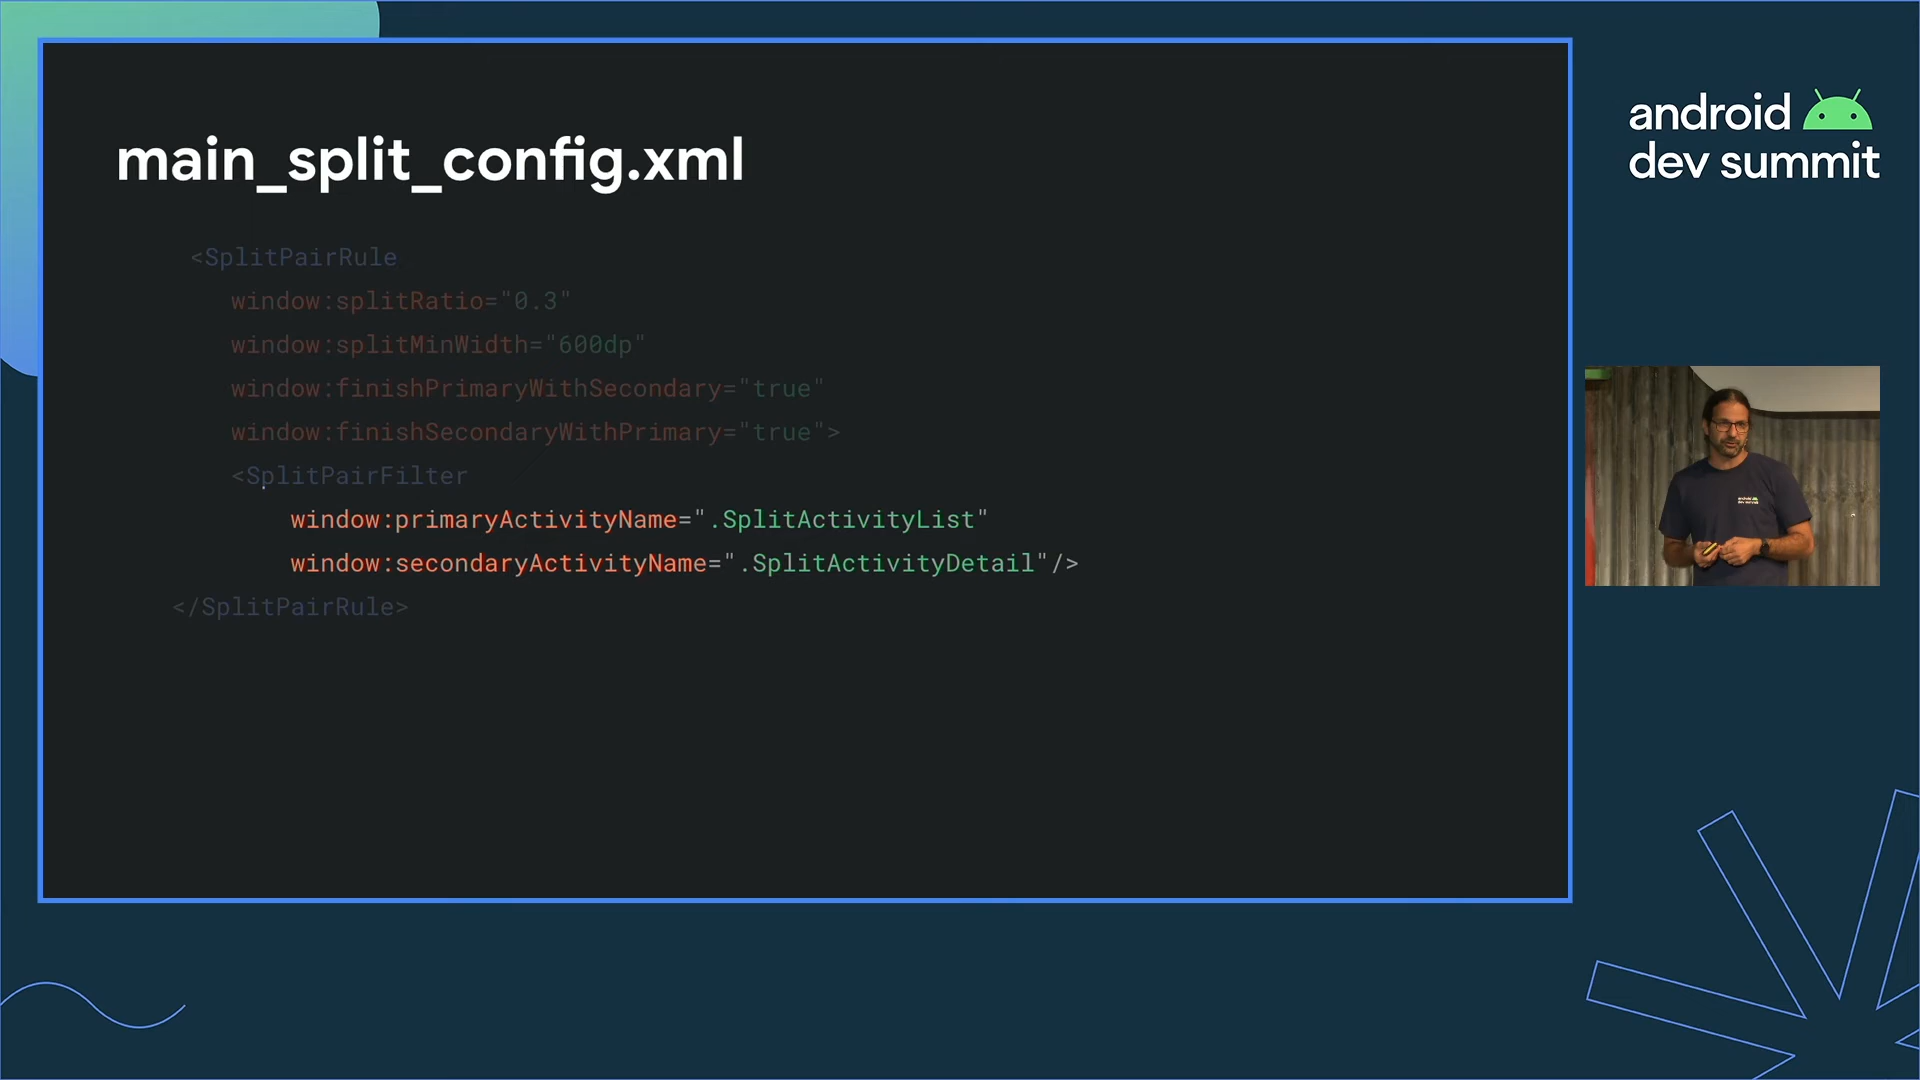 main_split_config.xml
<SplitPairRule
window:splitRatio="0.3"
window:splitMinWidth="600dp"
window:finishPrimaryWithSecondary="true"
window:finishSecondaryWithPrimary="true">
<SplitPairFilter
window:primaryActivityName=".SplitActivityList"
window:secondaryActivityName=".SplitActivityDetail"/>
</SplitPairRule>
android
dev summit